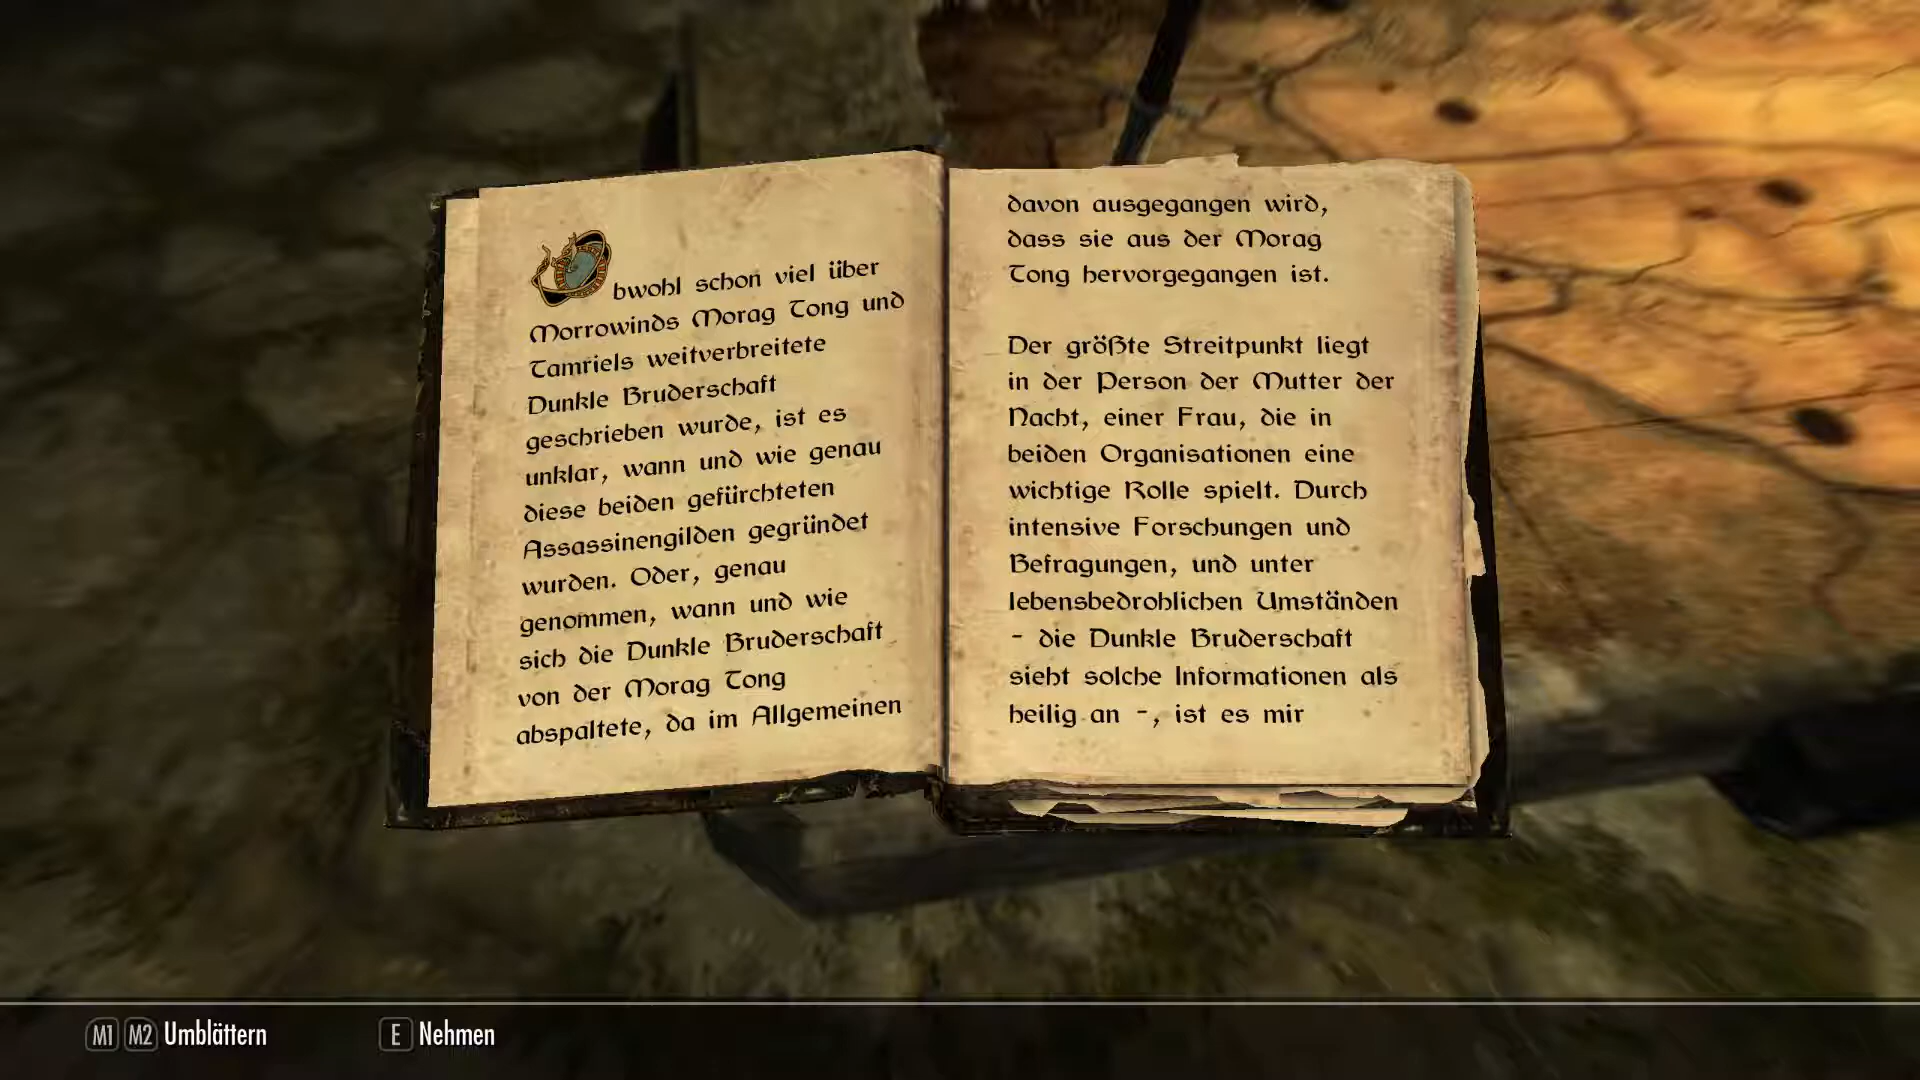 Obwohl schon viel über
Morrowinds Morag Tong und
Tamriels weitverbreitete
Dunkle Bruderschaft
geschrieben wurde, ist es
unklar, wann und wie genau
diese beiden gefürchteten
Assassinengilden gegründet
wurden. Oder, genau
genommen, wann und wie
sich die Dunkle Bruderschaft
von der Morag Tong
abspaltete, da im Allgemeinen
davon ausgegangen wird,
dass sie aus der Morag
Tong hervorgegangen ist.
Der größte Streitpunkt liegt
in der Person der Mutter der
Nacht, einer Frau, die in
beiden Organisationen eine
wichtige Rolle spielt. Durch
intensive Forschungen und
Befragungen, und unter
lebensbedrohlichen Umständen
- die Dunkle Bruderschaft
sieht solche Informationen als
heilig an -, ist es mir
M1 M2 Umblättern
E Nehmen